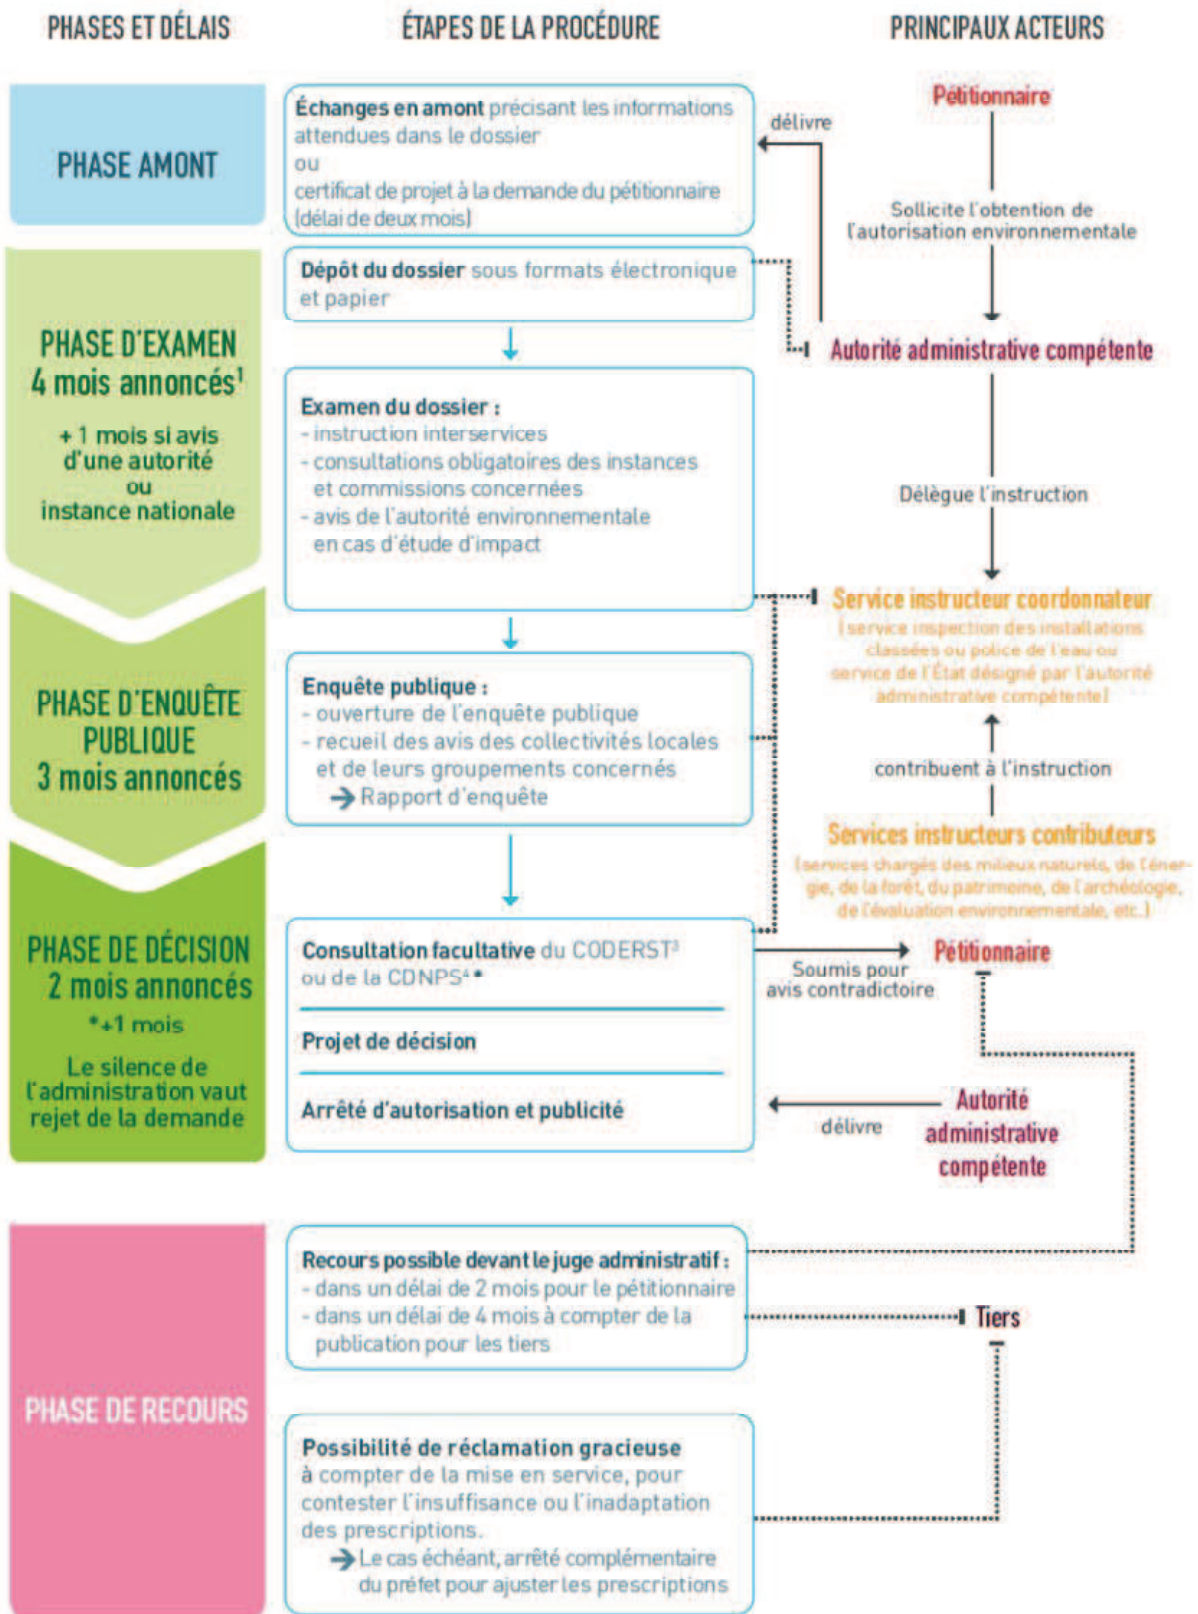 PHASES ET DÉLAIS
ÉTAPES DE LA PROCÉDURE
PRINCIPAUX ACTEURS
PHASE AMONT
Échanges en amont précisant les informations
attendues dans le dossier
ou
certificat de projet à la demande du pétitionnaire
(délai de deux mois)
délivre
Pétitionnaire
Sollicite l'obtention de
l'autorisation environnementale
PHASE D'EXAMEN
4 mois annoncés¹
+ 1 mois si avis
d'une autorité
ou
instance nationale
Dépôt du dossier sous formats électronique
et papier
Autorité administrative compétente
Examen du dossier :
- instruction interservices
- consultations obligatoires des instances
et commissions concernées
- avis de l'autorité environnementale
en cas d'étude d'impact
Délègue l'instruction
Service instructeur coordonnateur
(service inspection des installations
classées ou police de l'eau ou
service de l'État désigné par l'autorité
administrative compétente)
PHASE D'ENQUÊTE
PUBLIQUE
3 mois annoncés
Enquête publique :
- ouverture de l'enquête publique
- recueil des avis des collectivités locales
et de leurs groupements concernés
→ Rapport d'enquête
contribuent à l'instruction
Services instructeurs contributeurs
(services chargés des milieux naturels, de l'éner-
gie, de la forêt, du patrimoine, de l'archéologie,
de l'évaluation environnementale, etc.)
PHASE DE DÉCISION
2 mois annoncés
*+1 mois
Le silence de
l'administration vaut
rejet de la demande
Consultation facultative du CODERST³
ou de la CDNPS⁴*
Projet de décision
Arrêté d'autorisation et publicité
Soumis pour
avis contradictoire
Pétitionnaire
délivre
Autorité
administrative
compétente
PHASE DE RECOURS
Recours possible devant le juge administratif :
- dans un délai de 2 mois pour le pétitionnaire
- dans un délai de 4 mois à compter de la
publication pour les tiers
Tiers
Possibilité de réclamation gracieuse
à compter de la mise en service, pour
contester l'insuffisance ou l'inadaptation
des prescriptions.
→ Le cas échéant, arrêté complémentaire
du préfet pour ajuster les prescriptions